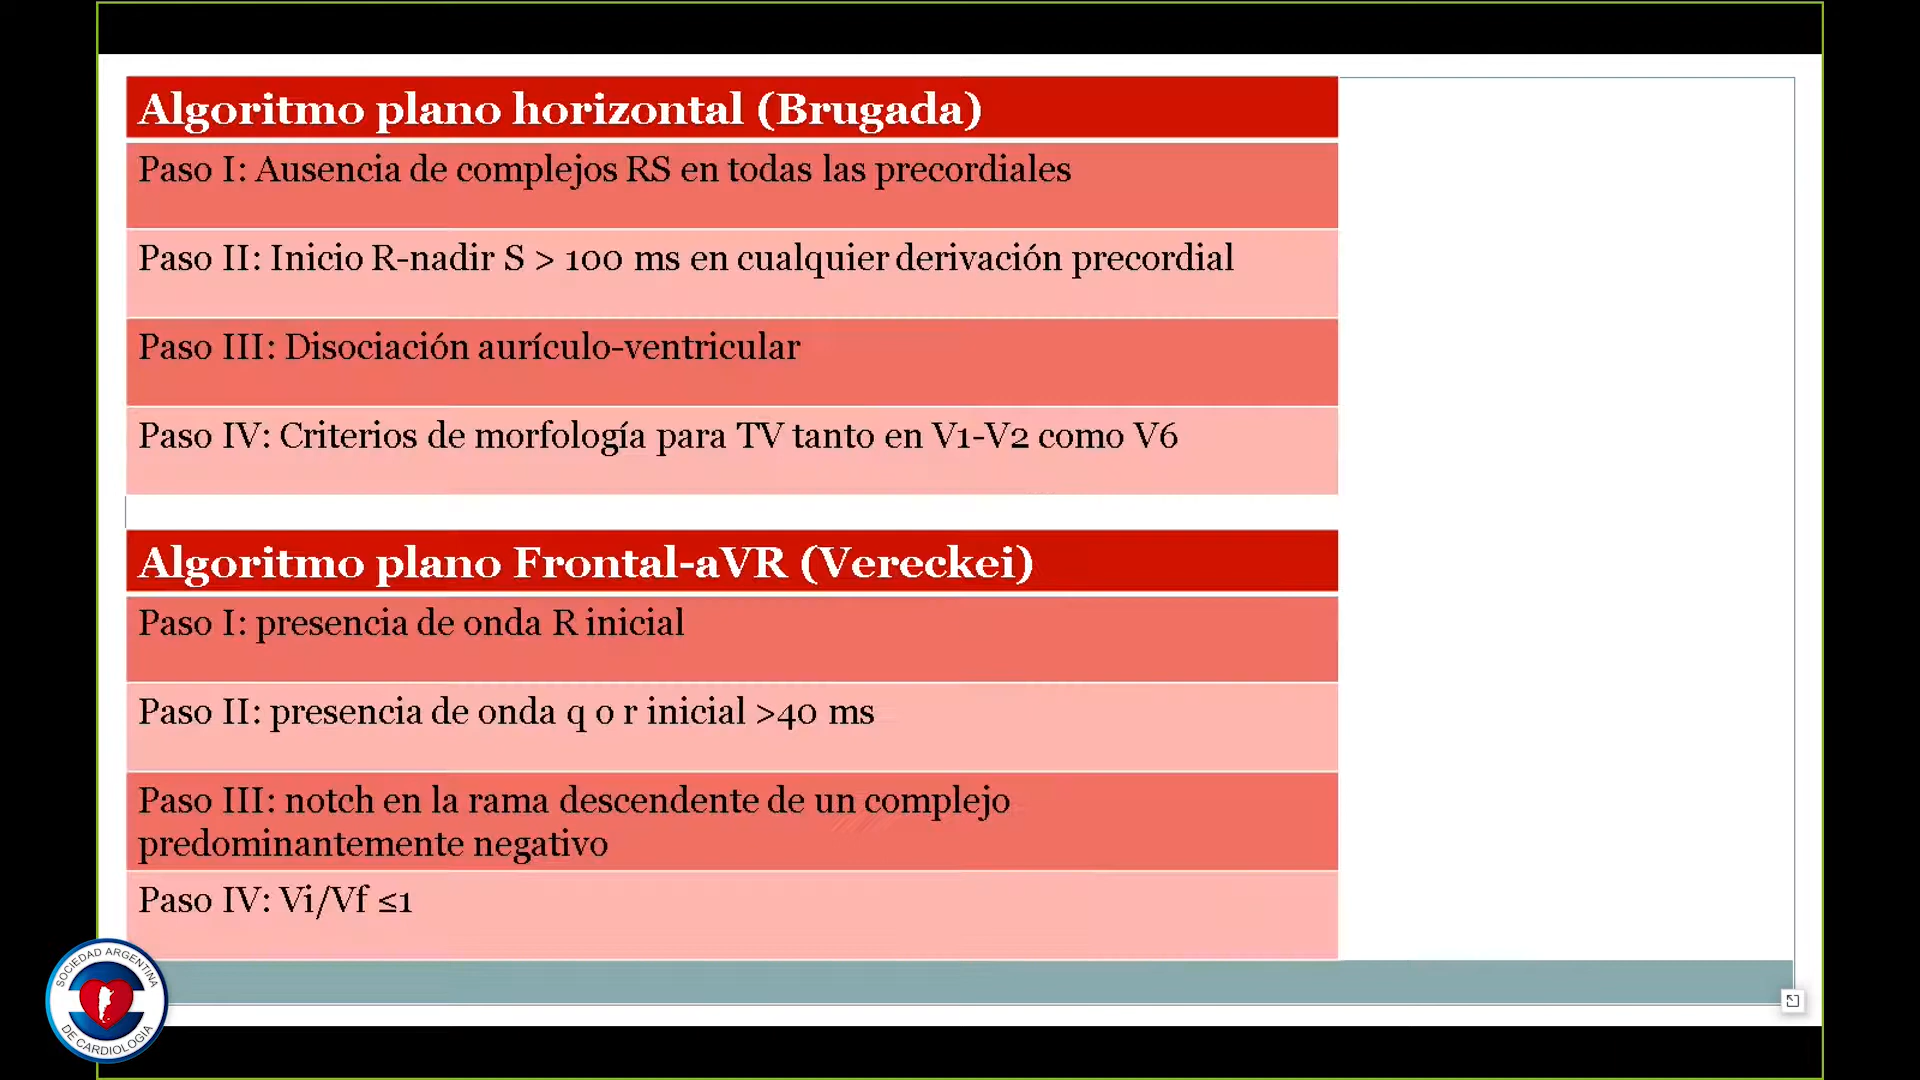 Algoritmo plano horizontal (Brugada)
Paso I: Ausencia de complejos RS en todas las precordiales
Paso II: Inicio R-nadir S > 100 ms en cualquier derivación precordial
Paso III: Disociación aurículo-ventricular
Paso IV: Criterios de morfología para TV tanto en V1-V2 como V6
Algoritmo plano Frontal-aVR (Vereckei)
Paso I: presencia de onda R inicial
Paso II: presencia de onda q o r inicial >40 ms
Paso III: notch en la rama descendente de un complejo
predominantemente negativo
Paso IV: Vi/Vf ≤1
SOCIEDAD ARGENTINA
DE CARDIOLOGIA